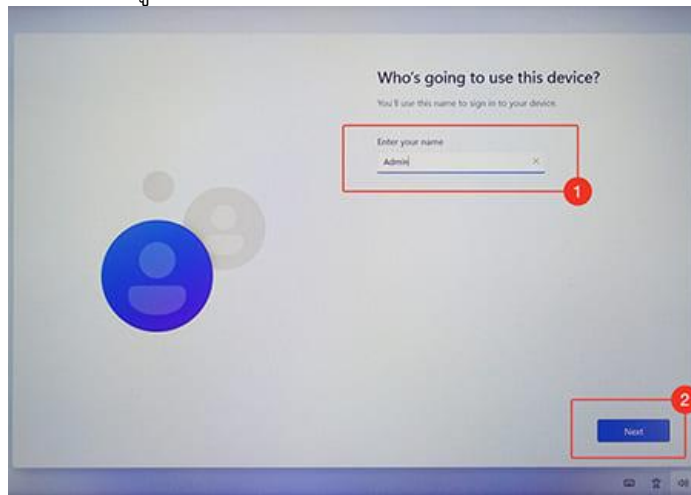 Who's going to use this device?
You'll use this name to sign in to your device.
Enter your name
Admin
1
2
Next